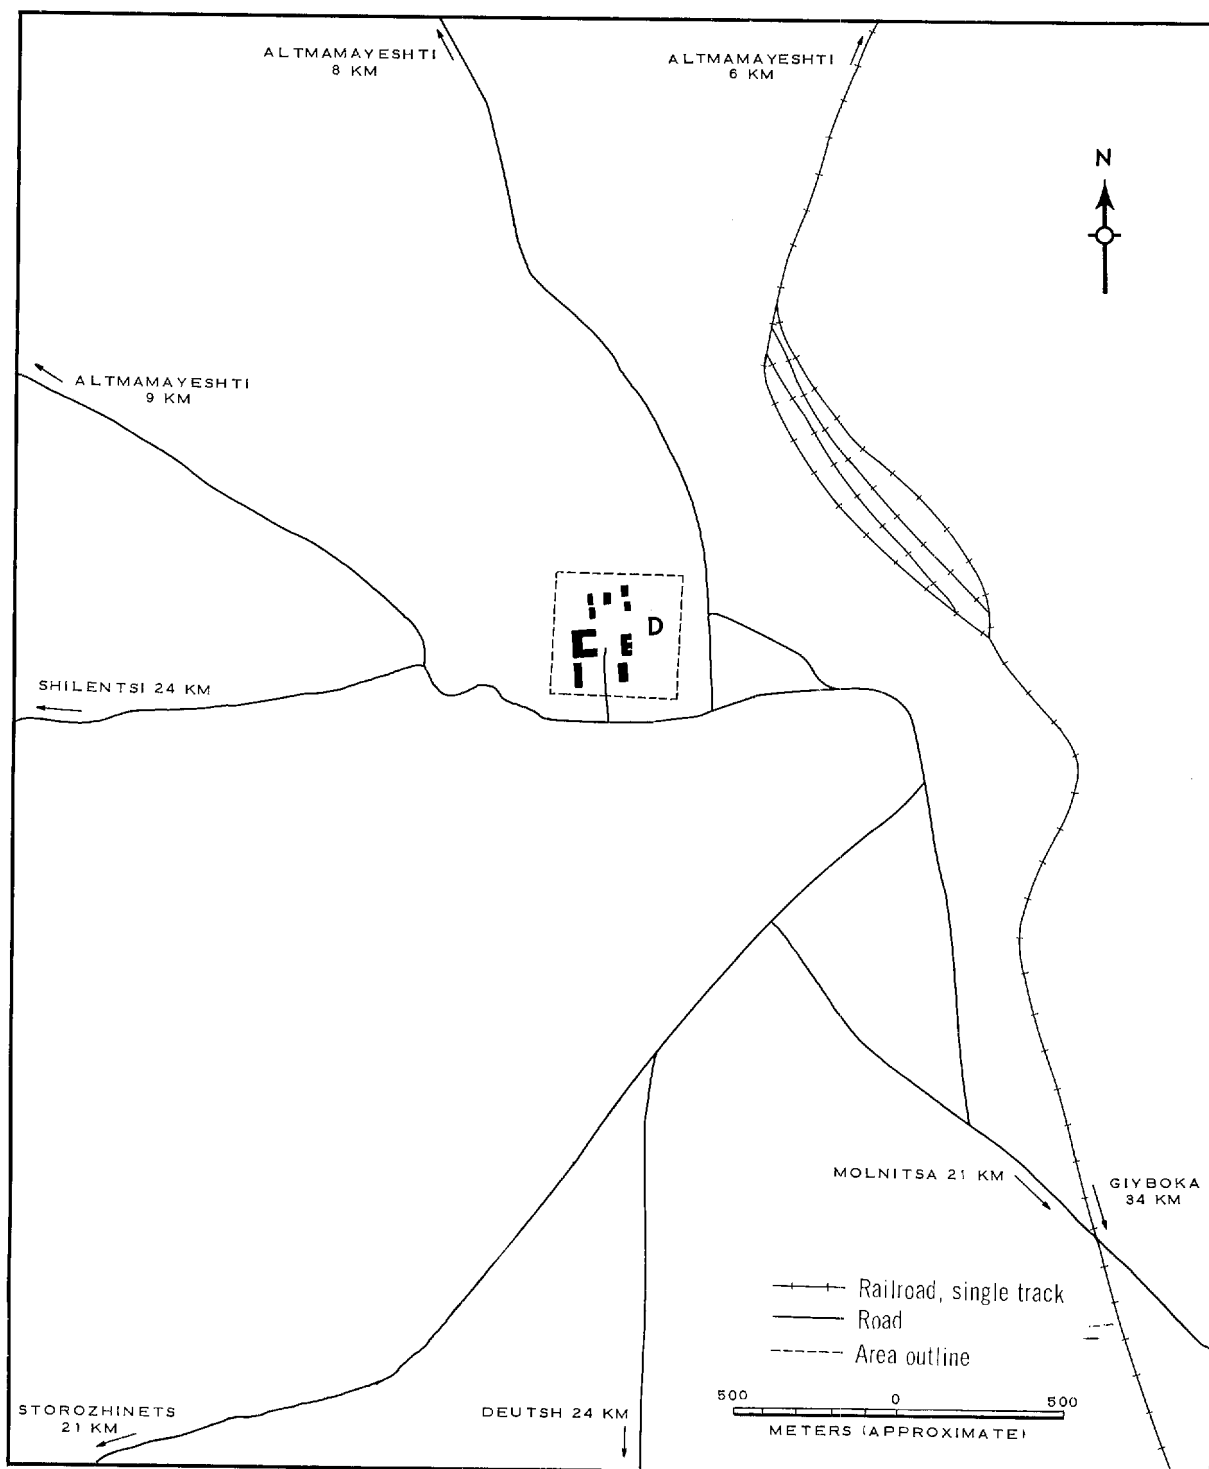 ALTMAMAYESHTI
8 KM
ALTMAMAYESHTI
6 KM
N
ALTMAMAYESHTI
9 KM
D
SHILENTSI 24 KM
MOLNITSA 21 KM
GIYBOKA
34 KM
Railroad, single track
Road
Area outline
STOROZHINETS
21 KM
DEUTSH 24 KM
500 0 500
METERS (APPROXIMATE)